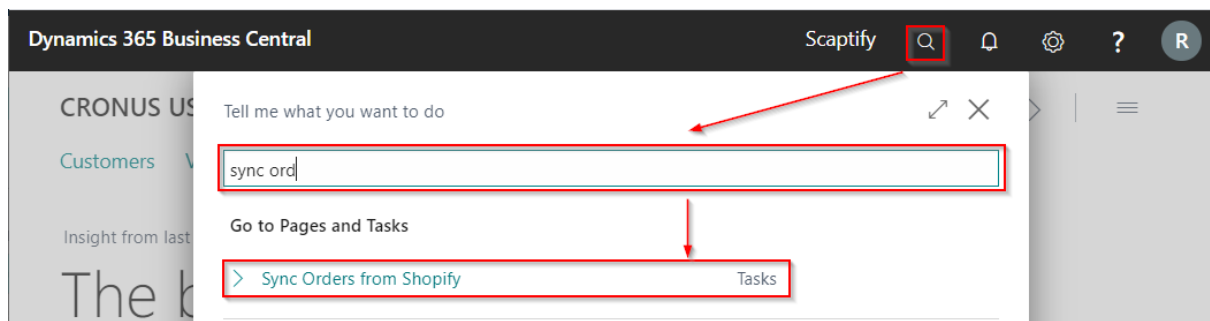 Dynamics 365 Business Central Scaptify ? R
CRONUS US
Tell me what you want to do
Customers V
sync ord
Go to Pages and Tasks
Insight from last
Sync Orders from Shopify Tasks
The b